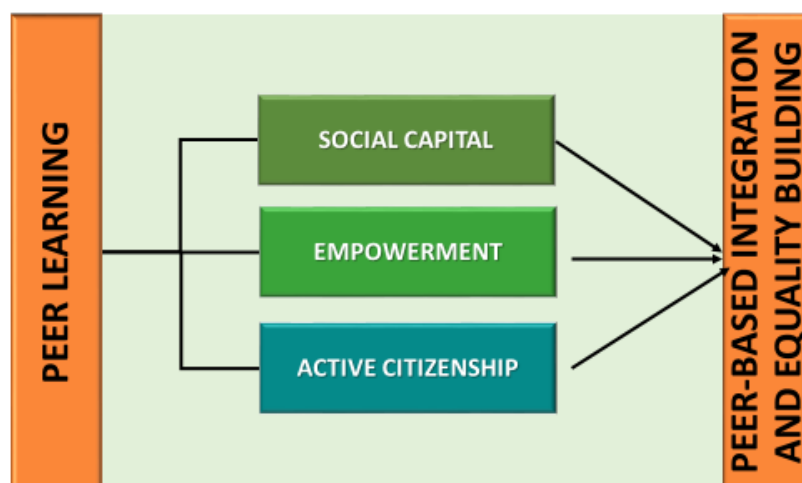 PEER LEARNING
SOCIAL CAPITAL
EMPOWERMENT
ACTIVE CITIZENSHIP
PEER-BASED INTEGRATION
AND EQUALITY BUILDING